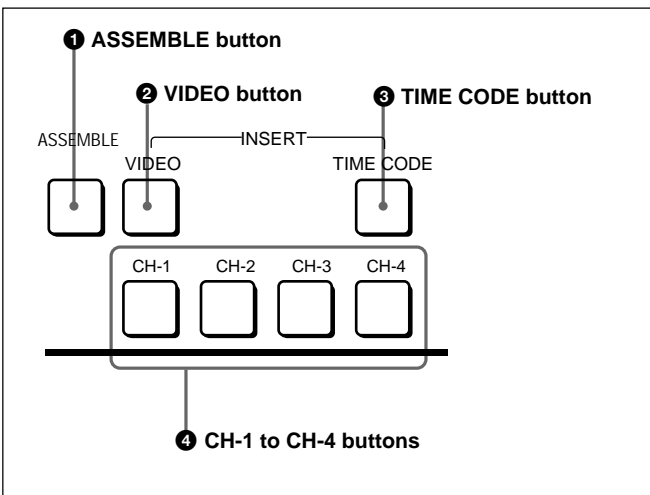 ❶ ASSEMBLE button
❷ VIDEO button
❸ TIME CODE button
ASSEMBLE
INSERT
VIDEO
TIME CODE
CH-1 CH-2 CH-3 CH-4
❹ CH-1 to CH-4 buttons